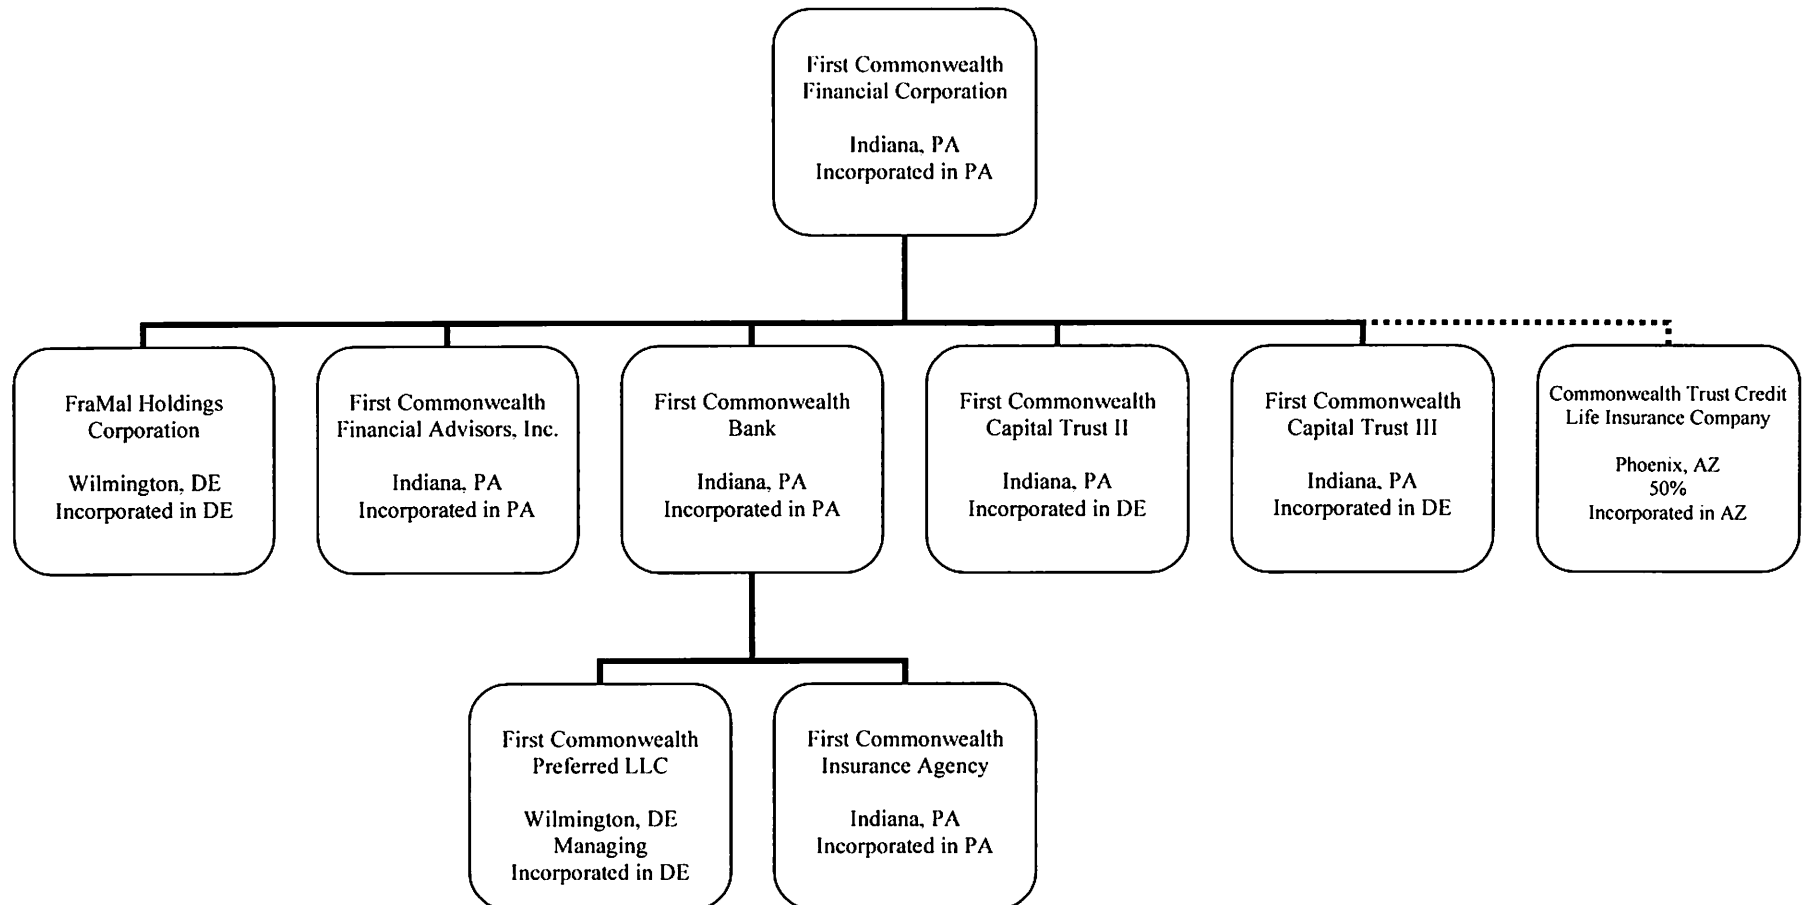 First Commonwealth
Financial Corporation
Indiana, PA
Incorporated in PA
FraMal Holdings
Corporation
Wilmington, DE
Incorporated in DE
First Commonwealth
Financial Advisors, Inc.
Indiana, PA
Incorporated in PA
First Commonwealth
Bank
Indiana, PA
Incorporated in PA
First Commonwealth
Capital Trust II
Indiana, PA
Incorporated in DE
First Commonwealth
Capital Trust III
Indiana, PA
Incorporated in DE
Commonwealth Trust Credit
Life Insurance Company
Phoenix, AZ
50%
Incorporated in AZ
First Commonwealth
Preferred LLC
Wilmington, DE
Managing
Incorporated in DE
First Commonwealth
Insurance Agency
Indiana, PA
Incorporated in PA